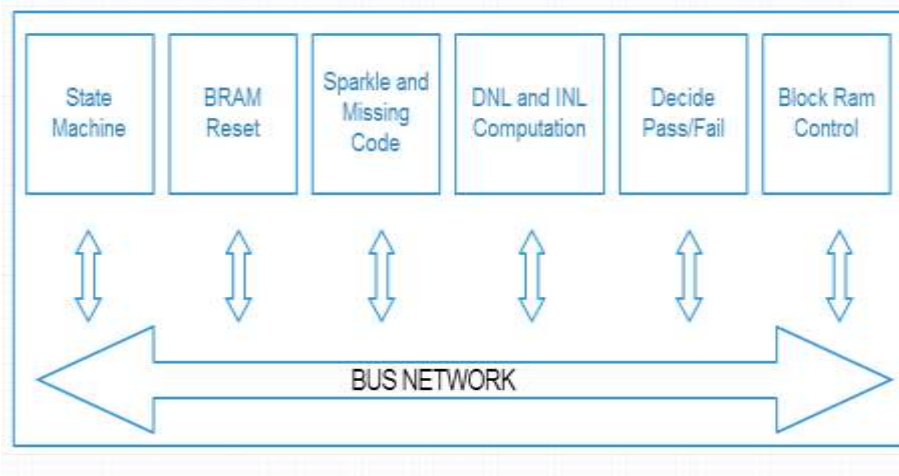 State
Machine
BRAM
Reset
Sparkle and
Missing
Code
DNL and INL
Computation
Decide
Pass/Fail
Block Ram
Control
BUS NETWORK